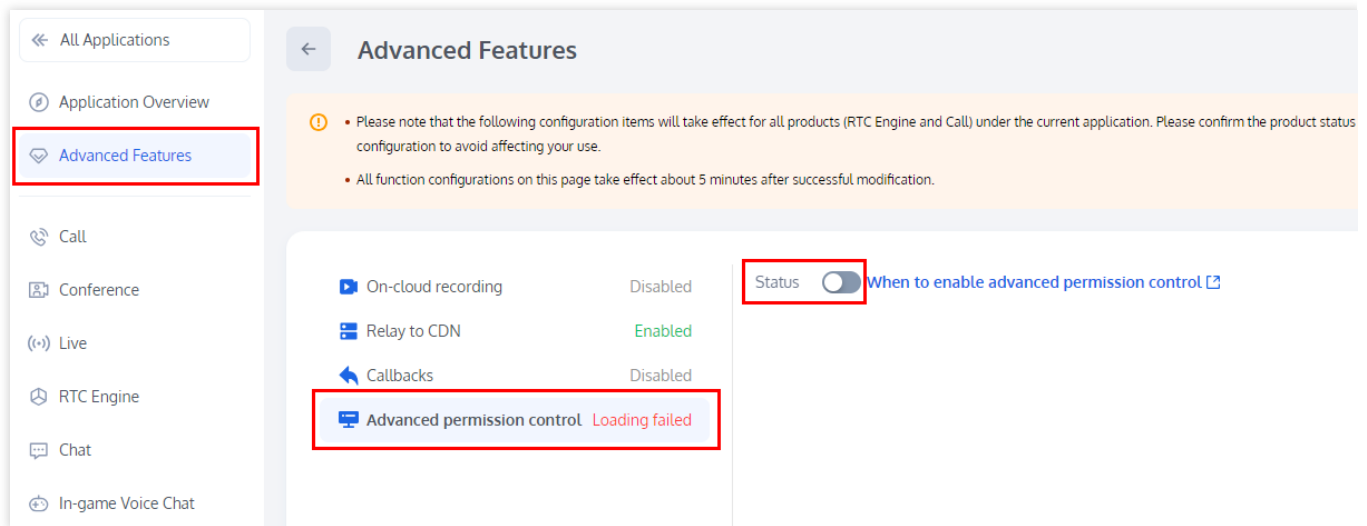 All Applications
Application Overview
Advanced Features
Call
Conference
Live
RTC Engine
Chat
In-game Voice Chat
Advanced Features
• Please note that the following configuration items will take effect for all products (RTC Engine and Call) under the current application. Please confirm the product status
configuration to avoid affecting your use.
• All function configurations on this page take effect about 5 minutes after successful modification.
On-cloud recording Disabled
Relay to CDN Enabled
Callbacks Disabled
Advanced permission control Loading failed
Status When to enable advanced permission control